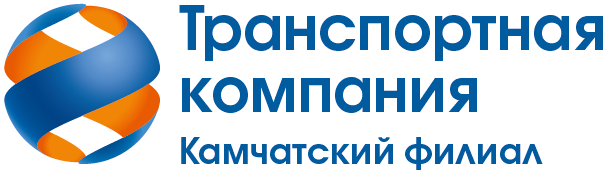 Транспортная
компания
Камчатский филиал